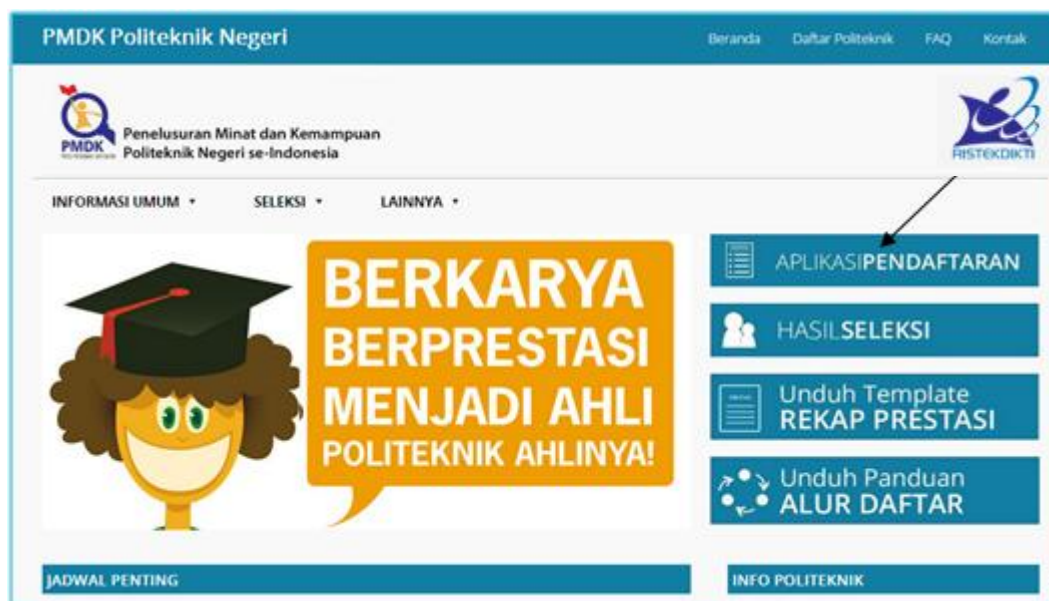 PMDK Politeknik Negeri
Beranda Daftar Politeknik FAQ Kontak
PMDK
Penelusuran Minat dan Kemampuan
Politeknik Negeri se-Indonesia
RISTEKDIKTI
INFORMASI UMUM SELEKSI LAINNYA
BERKARYA
BERPRESTASI
MENJADI AHLI
POLITEKNIK AHLINYA!
APLIKASIPENDAFTARAN
HASILSELEKSI
Unduh Template
REKAP PRESTASI
Unduh Panduan
ALUR DAFTAR
JADWAL PENTING
INFO POLITEKNIK